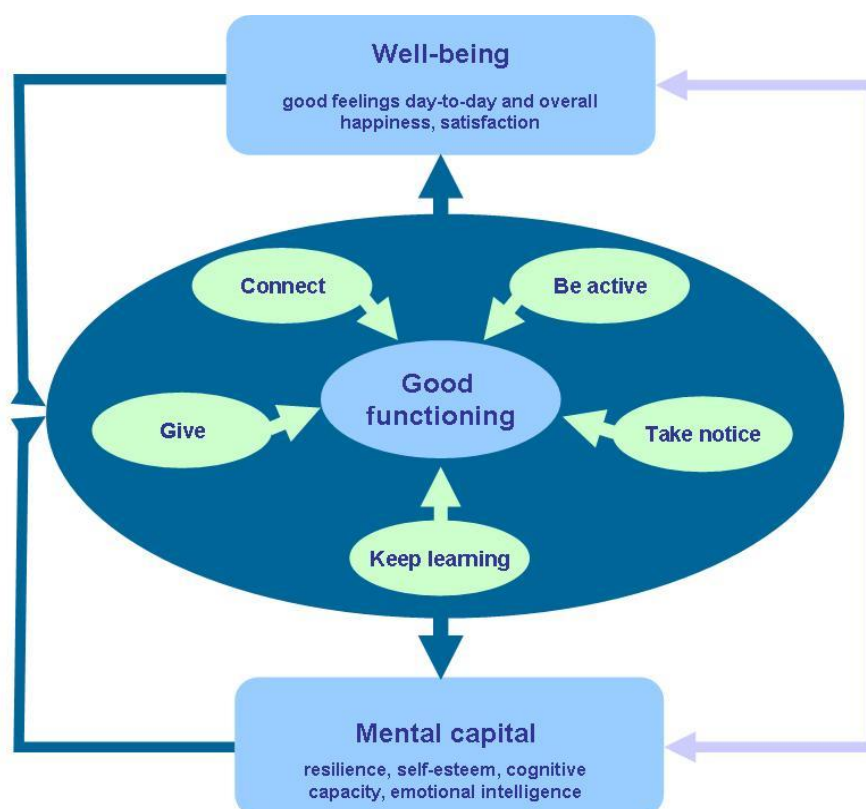 Well-being
good feelings day-to-day and overall
happiness, satisfaction
Connect
Be active
Good
functioning
Give
Take notice
Keep learning
Mental capital
resilience, self-esteem, cognitive
capacity, emotional intelligence